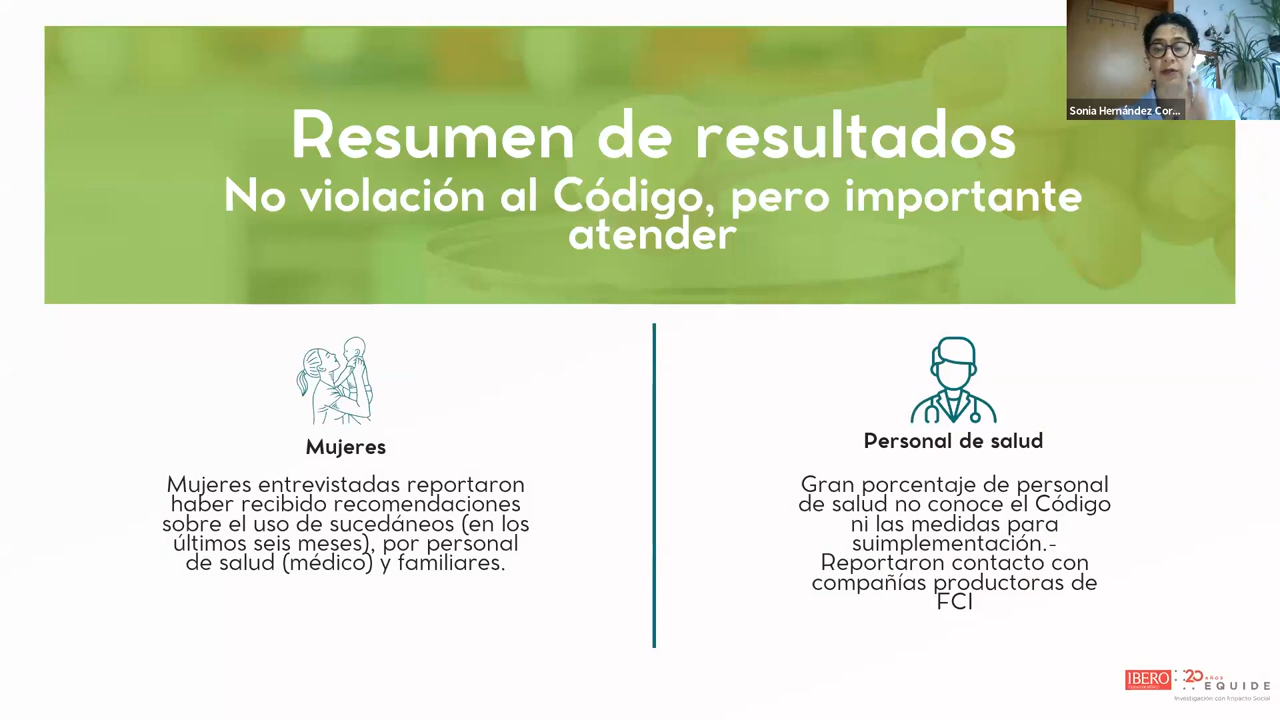 Sonia Hernández Cor...
Resumen de resultados
No violación al Código, pero importante
atender
Mujeres
Mujeres entrevistadas reportaron
haber recibido recomendaciones
sobre el uso de sucedáneos (en los
últimos seis meses), por personal
de salud (médico) y familiares.
Personal de salud
Gran porcentaje de personal
de salud no conoce el Código
ni las medidas para
suimplementación.-
Reportaron contacto con
compañías productoras de
FCI
IBERO
20 AÑOS
EQUIDE
Investigación con Impacto Social